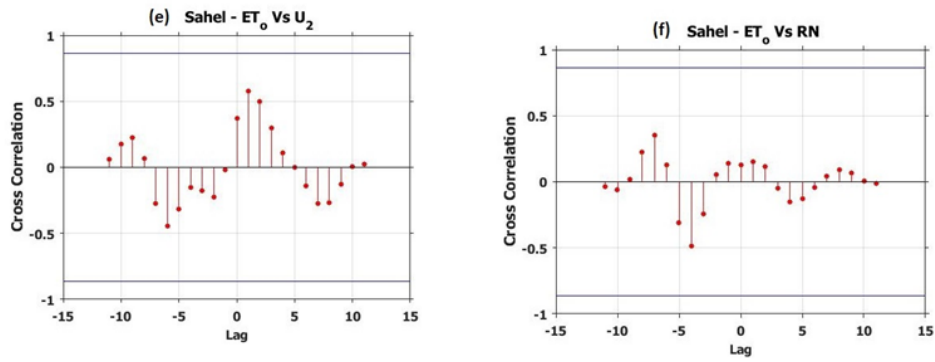 (e) Sahel - ET₀ Vs U₂
1
0.5
0
-0.5
-1
Cross Correlation
-15 -10 -5 0 5 10 15
Lag
(f) Sahel - ET₀ Vs RN
1
0.5
0
-0.5
-1
Cross Correlation
-15 -10 -5 0 5 10 15
Lag